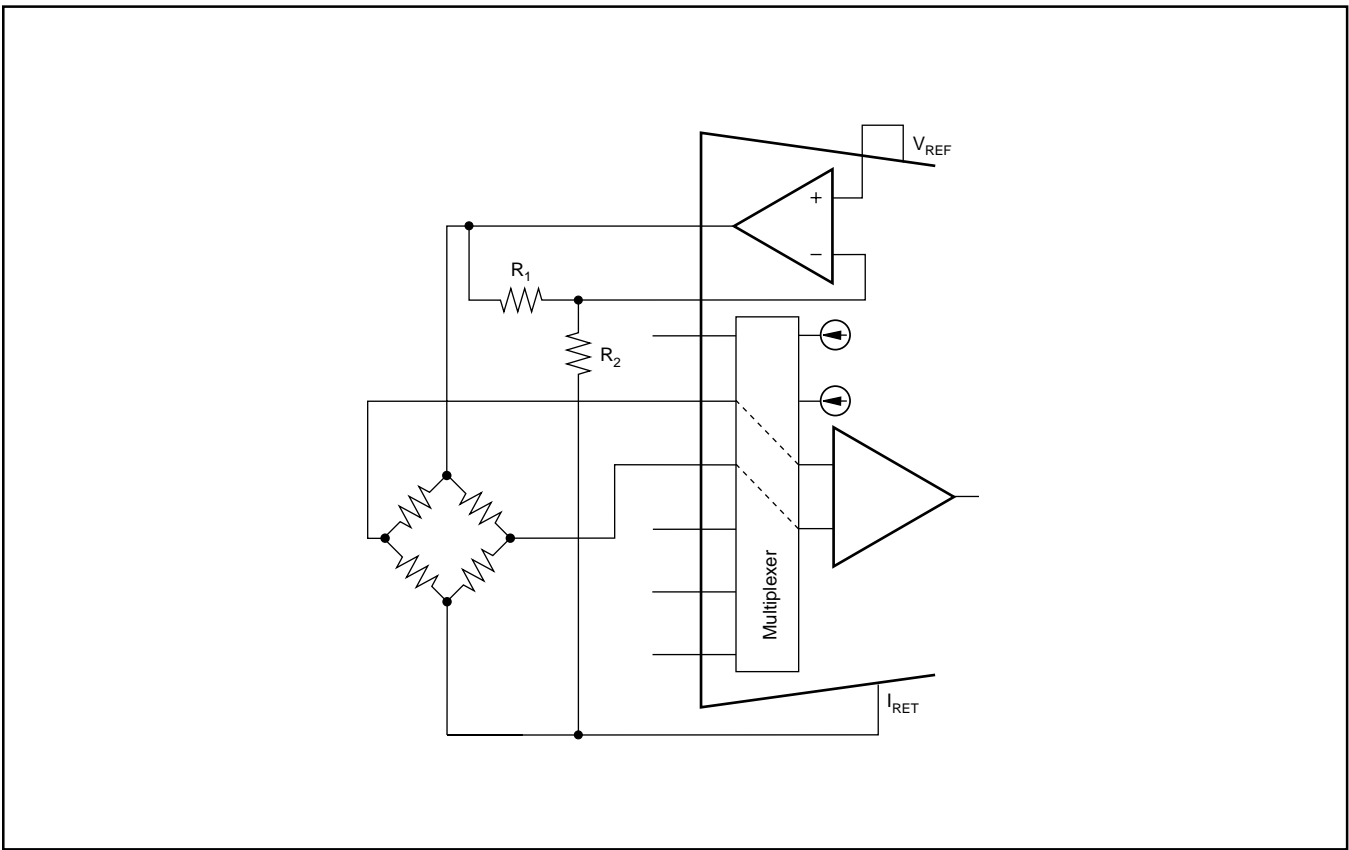 V_REF
+
−
R_1
R_2
Multiplexer
I_RET